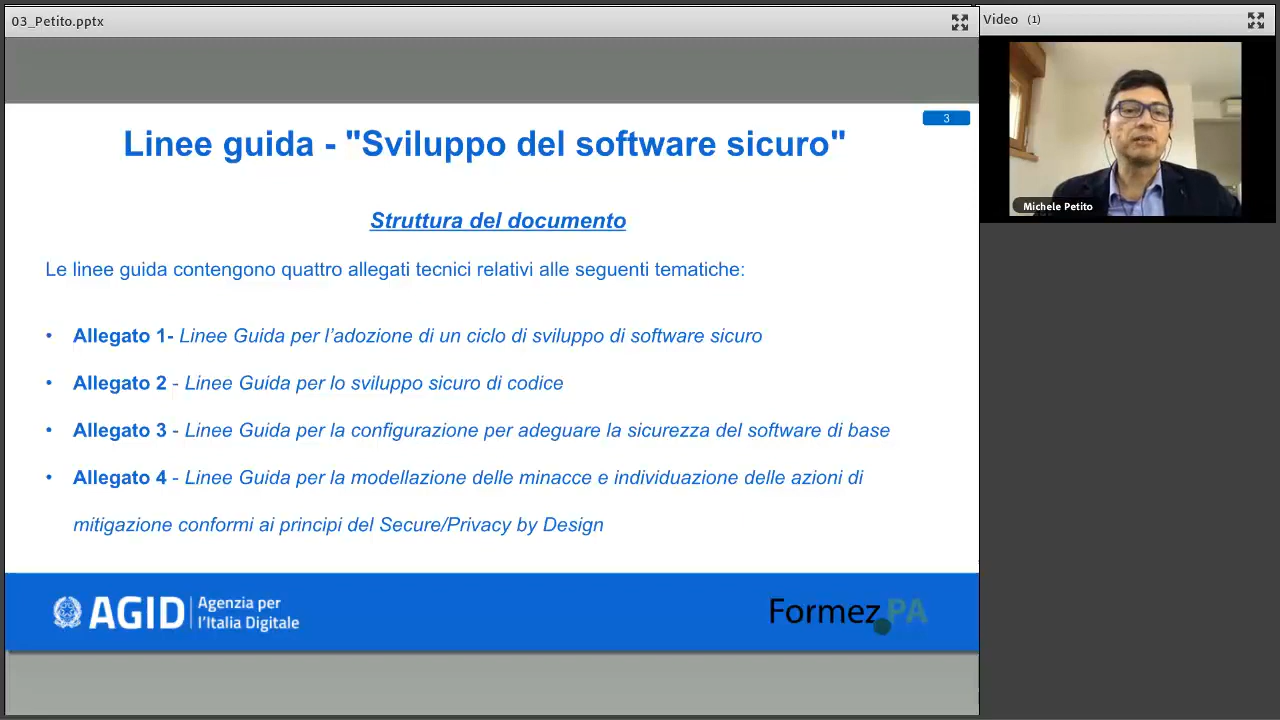 03_Petito.pptx
Video (1)
3
Linee guida - "Sviluppo del software sicuro"
Struttura del documento
Le linee guida contengono quattro allegati tecnici relativi alle seguenti tematiche:
• Allegato 1- Linee Guida per l’adozione di un ciclo di sviluppo di software sicuro
• Allegato 2 - Linee Guida per lo sviluppo sicuro di codice
• Allegato 3 - Linee Guida per la configurazione per adeguare la sicurezza del software di base
• Allegato 4 - Linee Guida per la modellazione delle minacce e individuazione delle azioni di
mitigazione conformi ai principi del Secure/Privacy by Design
Michele Petito
AGID
Agenzia per
l’Italia Digitale
Formez PA